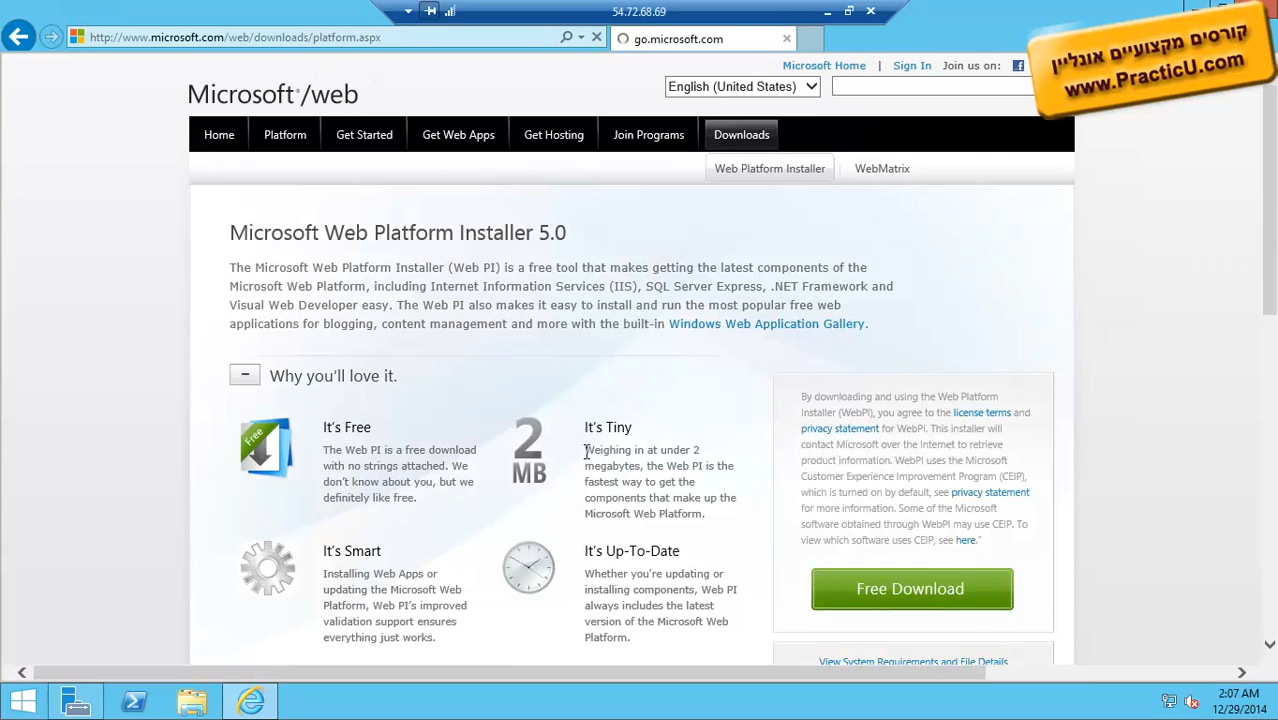 54.72.68.69
http://www.microsoft.com/web/downloads/platform.aspx
go.microsoft.com
קורסים מקצועיים אונליין
www.PracticU.com
Microsoft Home | Sign In Join us on:
Microsoft /web
English (United States)
Home Platform Get Started Get Web Apps Get Hosting Join Programs Downloads
Web Platform Installer WebMatrix
Microsoft Web Platform Installer 5.0
The Microsoft Web Platform Installer (Web PI) is a free tool that makes getting the latest components of the
Microsoft Web Platform, including Internet Information Services (IIS), SQL Server Express, .NET Framework and
Visual Web Developer easy. The Web PI also makes it easy to install and run the most popular free web
applications for blogging, content management and more with the built-in Windows Web Application Gallery.
Why you'll love it.
Free
It's Free
The Web PI is a free download
with no strings attached. We
don't know about you, but we
definitely like free.
2
MB
It's Tiny
Weighing in at under 2
megabytes, the Web PI is the
fastest way to get the
components that make up the
Microsoft Web Platform.
It's Smart
Installing Web Apps or
updating the Microsoft Web
Platform, Web PI's improved
validation support ensures
everything just works.
It's Up-To-Date
Whether you're updating or
installing components, Web PI
always includes the latest
version of the Microsoft Web
Platform.
By downloading and using the Web Platform
Installer (WebPI), you agree to the license terms and
privacy statement for WebPI. This installer will
contact Microsoft over the Internet to retrieve
product information. WebPI uses the Microsoft
Customer Experience Improvement Program (CEIP),
which is turned on by default, see privacy statement
for more information. Some of the Microsoft
software obtained through WebPI may use CEIP. To
view which software uses CEIP, see here."
Free Download
View System Requirements and File Details
2:07 AM
12/29/2014